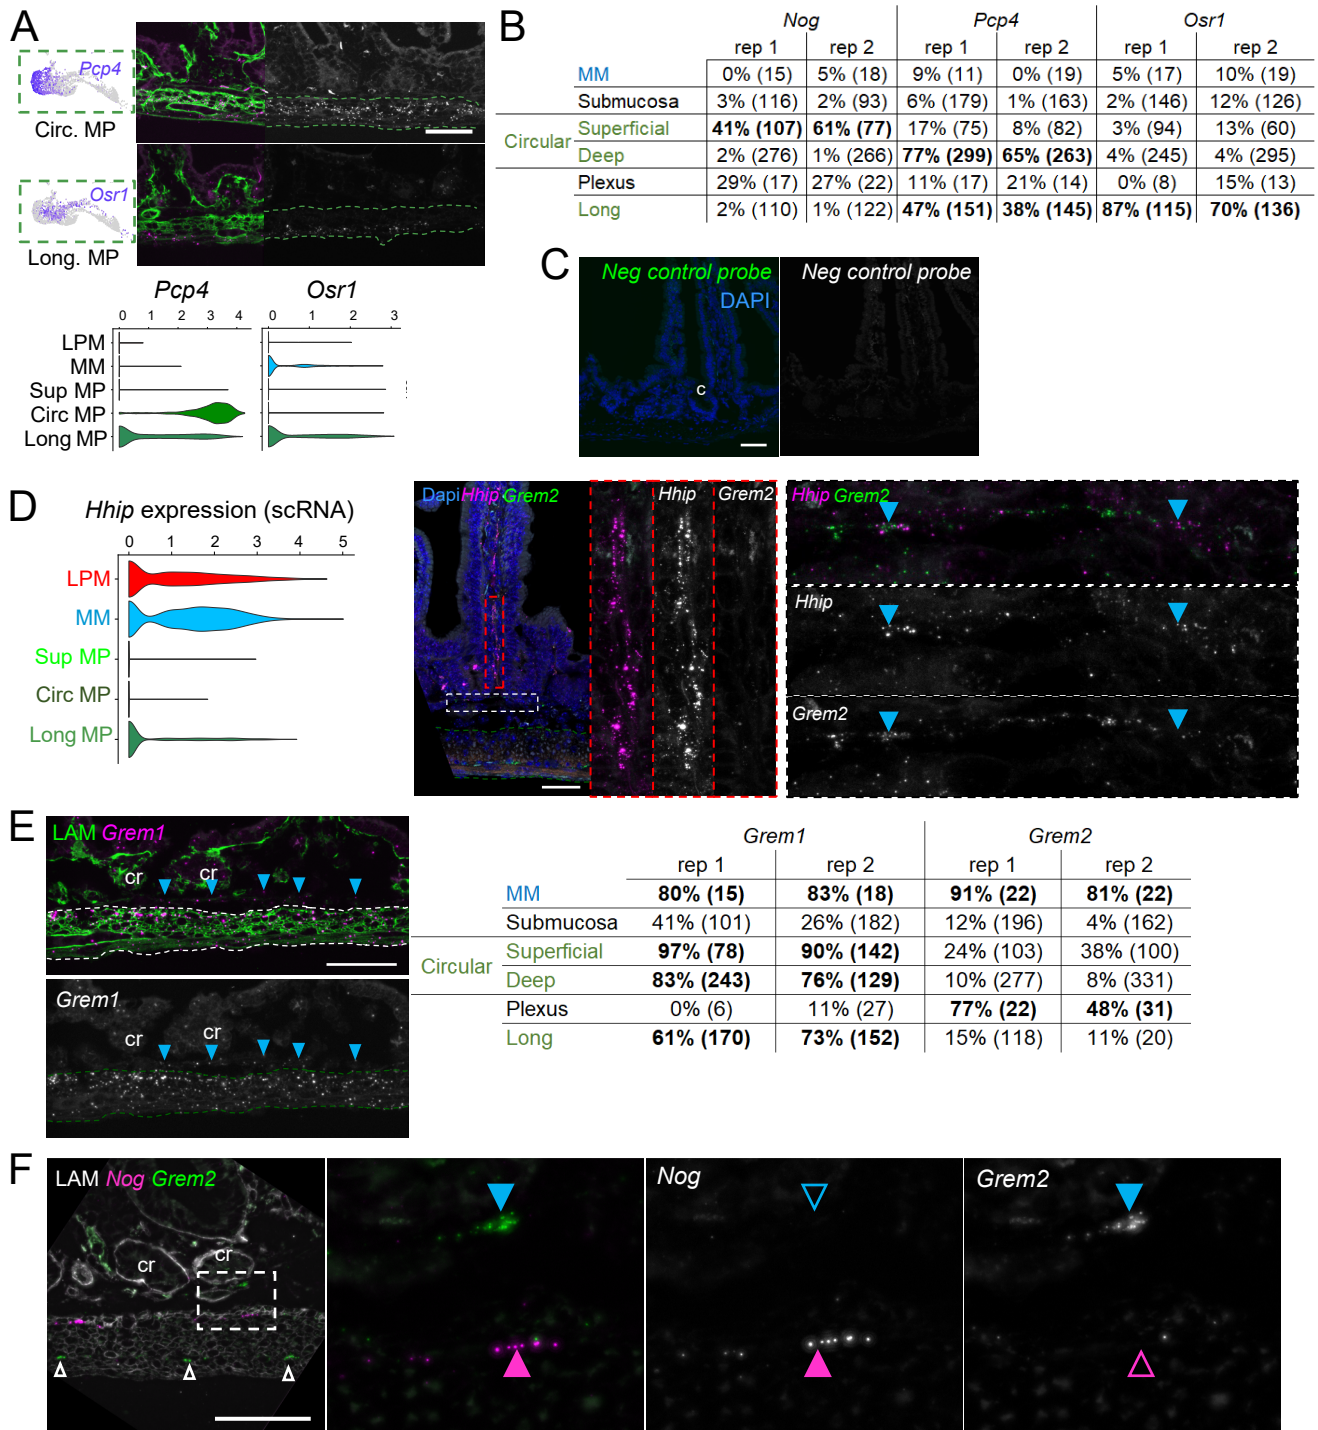 A
Pcp4
Circ. MP
Osr1
Long. MP
Pcp4 Osr1
0 1 2 3 4 0 1 2 3
LPM
MM
Sup MP
Circ MP
Long MP
B
Nog Pcp4 Osr1
rep 1 rep 2 rep 1 rep 2 rep 1 rep 2
MM 0% (15) 5% (18) 9% (11) 0% (19) 5% (17) 10% (19)
Submucosa 3% (116) 2% (93) 6% (179) 1% (163) 2% (146) 12% (126)
Circular Superficial 41% (107) 61% (77) 17% (75) 8% (82) 3% (94) 13% (60)
Deep 2% (276) 1% (266) 77% (299) 65% (263) 4% (245) 4% (295)
Plexus 29% (17) 27% (22) 11% (17) 21% (14) 0% (8) 15% (13)
Long 2% (110) 1% (122) 47% (151) 38% (145) 87% (115) 70% (136)
C
Neg control probe Neg control probe
DAPI
c
D
Hhip expression (scRNA)
0 1 2 3 4 5
LPM
MM
Sup MP
Circ MP
Long MP
Dapi Hhip Grem2 Hhip Grem2
Hhip Grem2
Hhip
Grem2
E
LAM Grem1
cr cr
Grem1
cr cr
Grem1 Grem2
rep 1 rep 2 rep 1 rep 2
MM 80% (15) 83% (18) 91% (22) 81% (22)
Submucosa 41% (101) 26% (182) 12% (196) 4% (162)
Circular Superficial 97% (78) 90% (142) 24% (103) 38% (100)
Deep 83% (243) 76% (129) 10% (277) 8% (331)
Plexus 0% (6) 11% (27) 77% (22) 48% (31)
Long 61% (170) 73% (152) 15% (118) 11% (20)
F
LAM Nog Grem2 Nog Grem2
cr cr